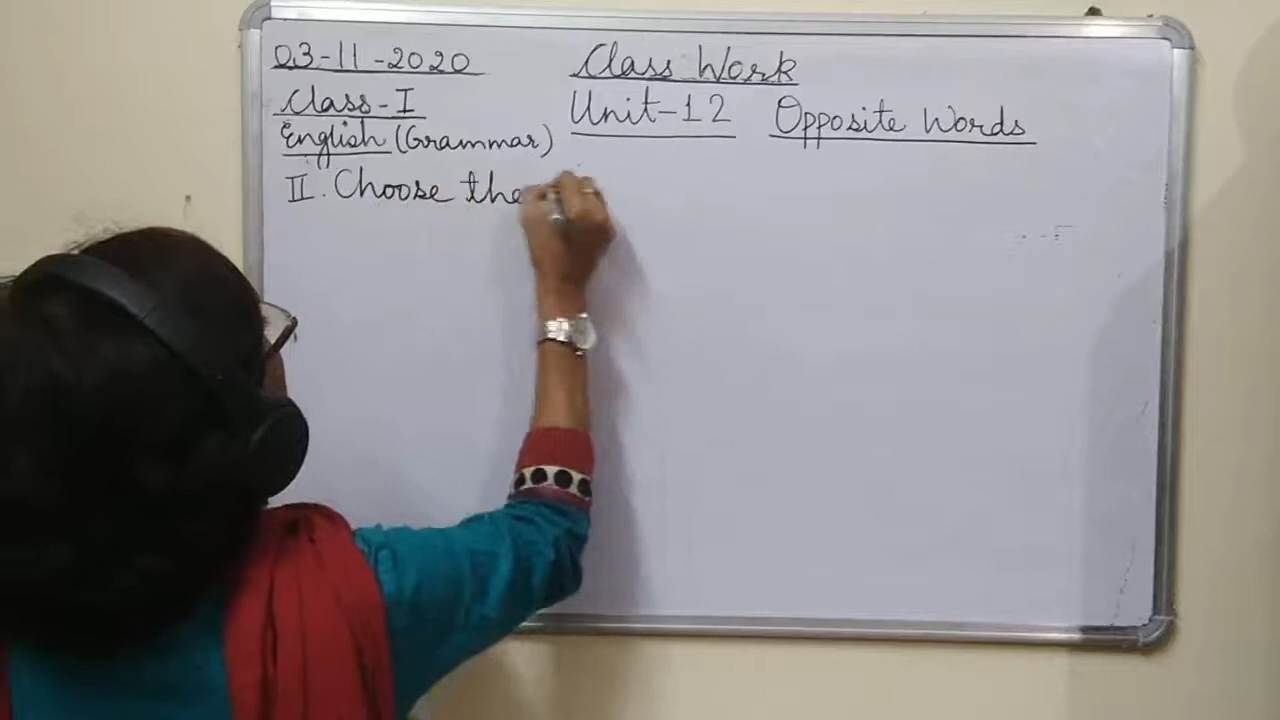 03-11-2020
Class Work
Class-I
Unit-12 Opposite Words
English (Grammar)
II. Choose the